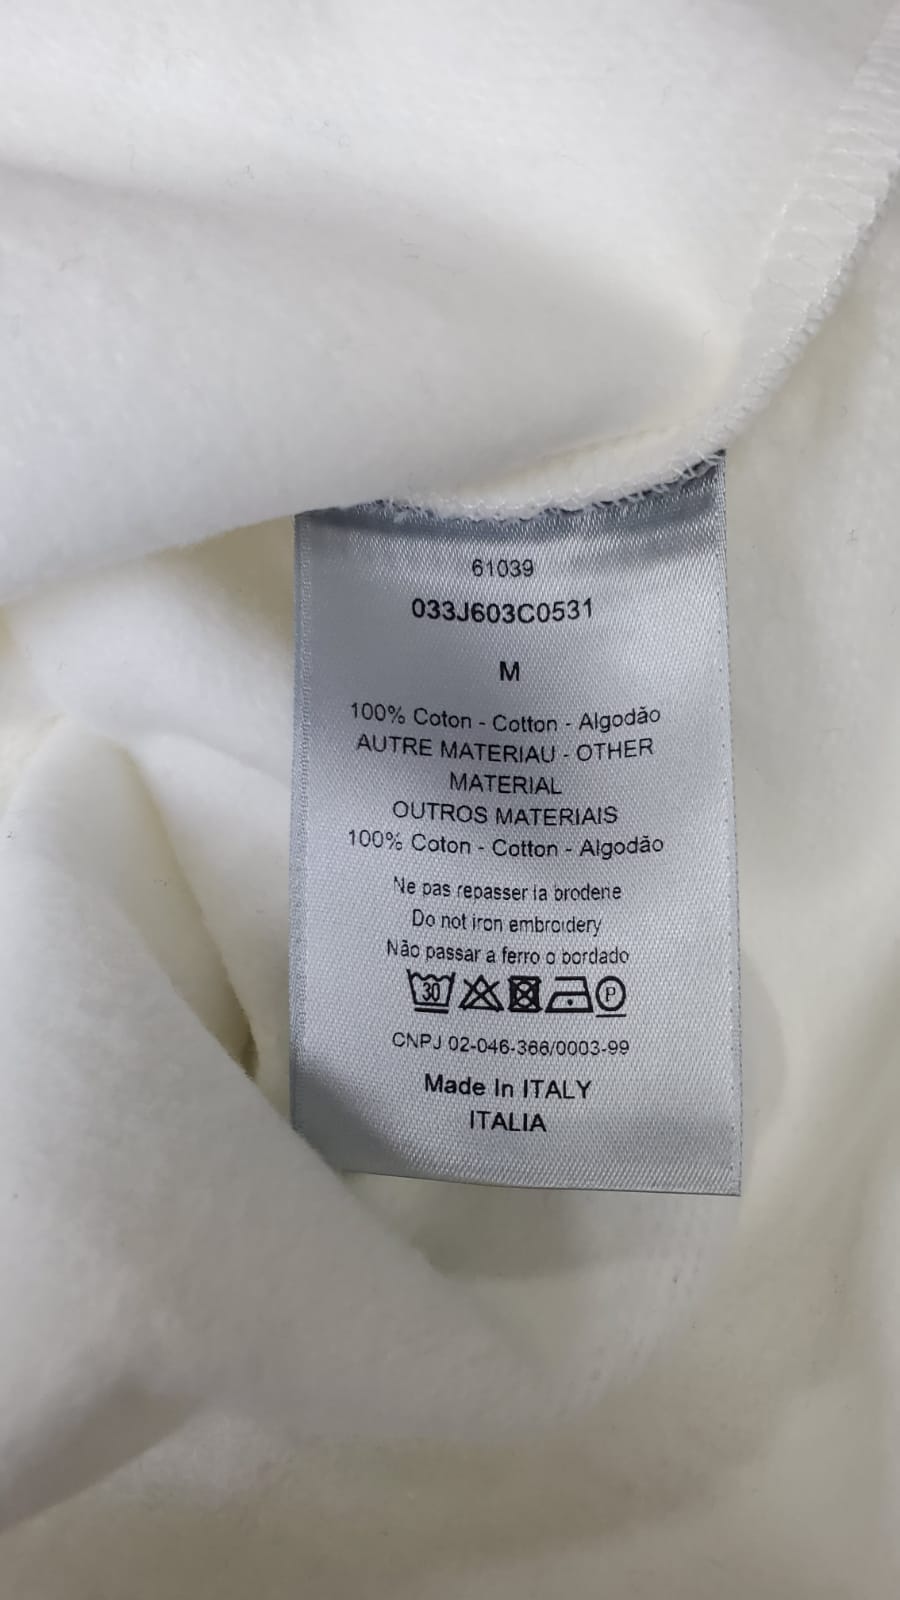 61039
033J603C0531
M
100% Coton - Cotton - Algodão
AUTRE MATERIAU - OTHER
MATERIAL
OUTROS MATERIAIS
100% Coton - Cotton - Algodão
Ne pas repasser la broderie
Do not iron embroidery
Não passar a ferro o bordado
30 P
CNPJ 02-046-366/0003-99
Made In ITALY
ITALIA